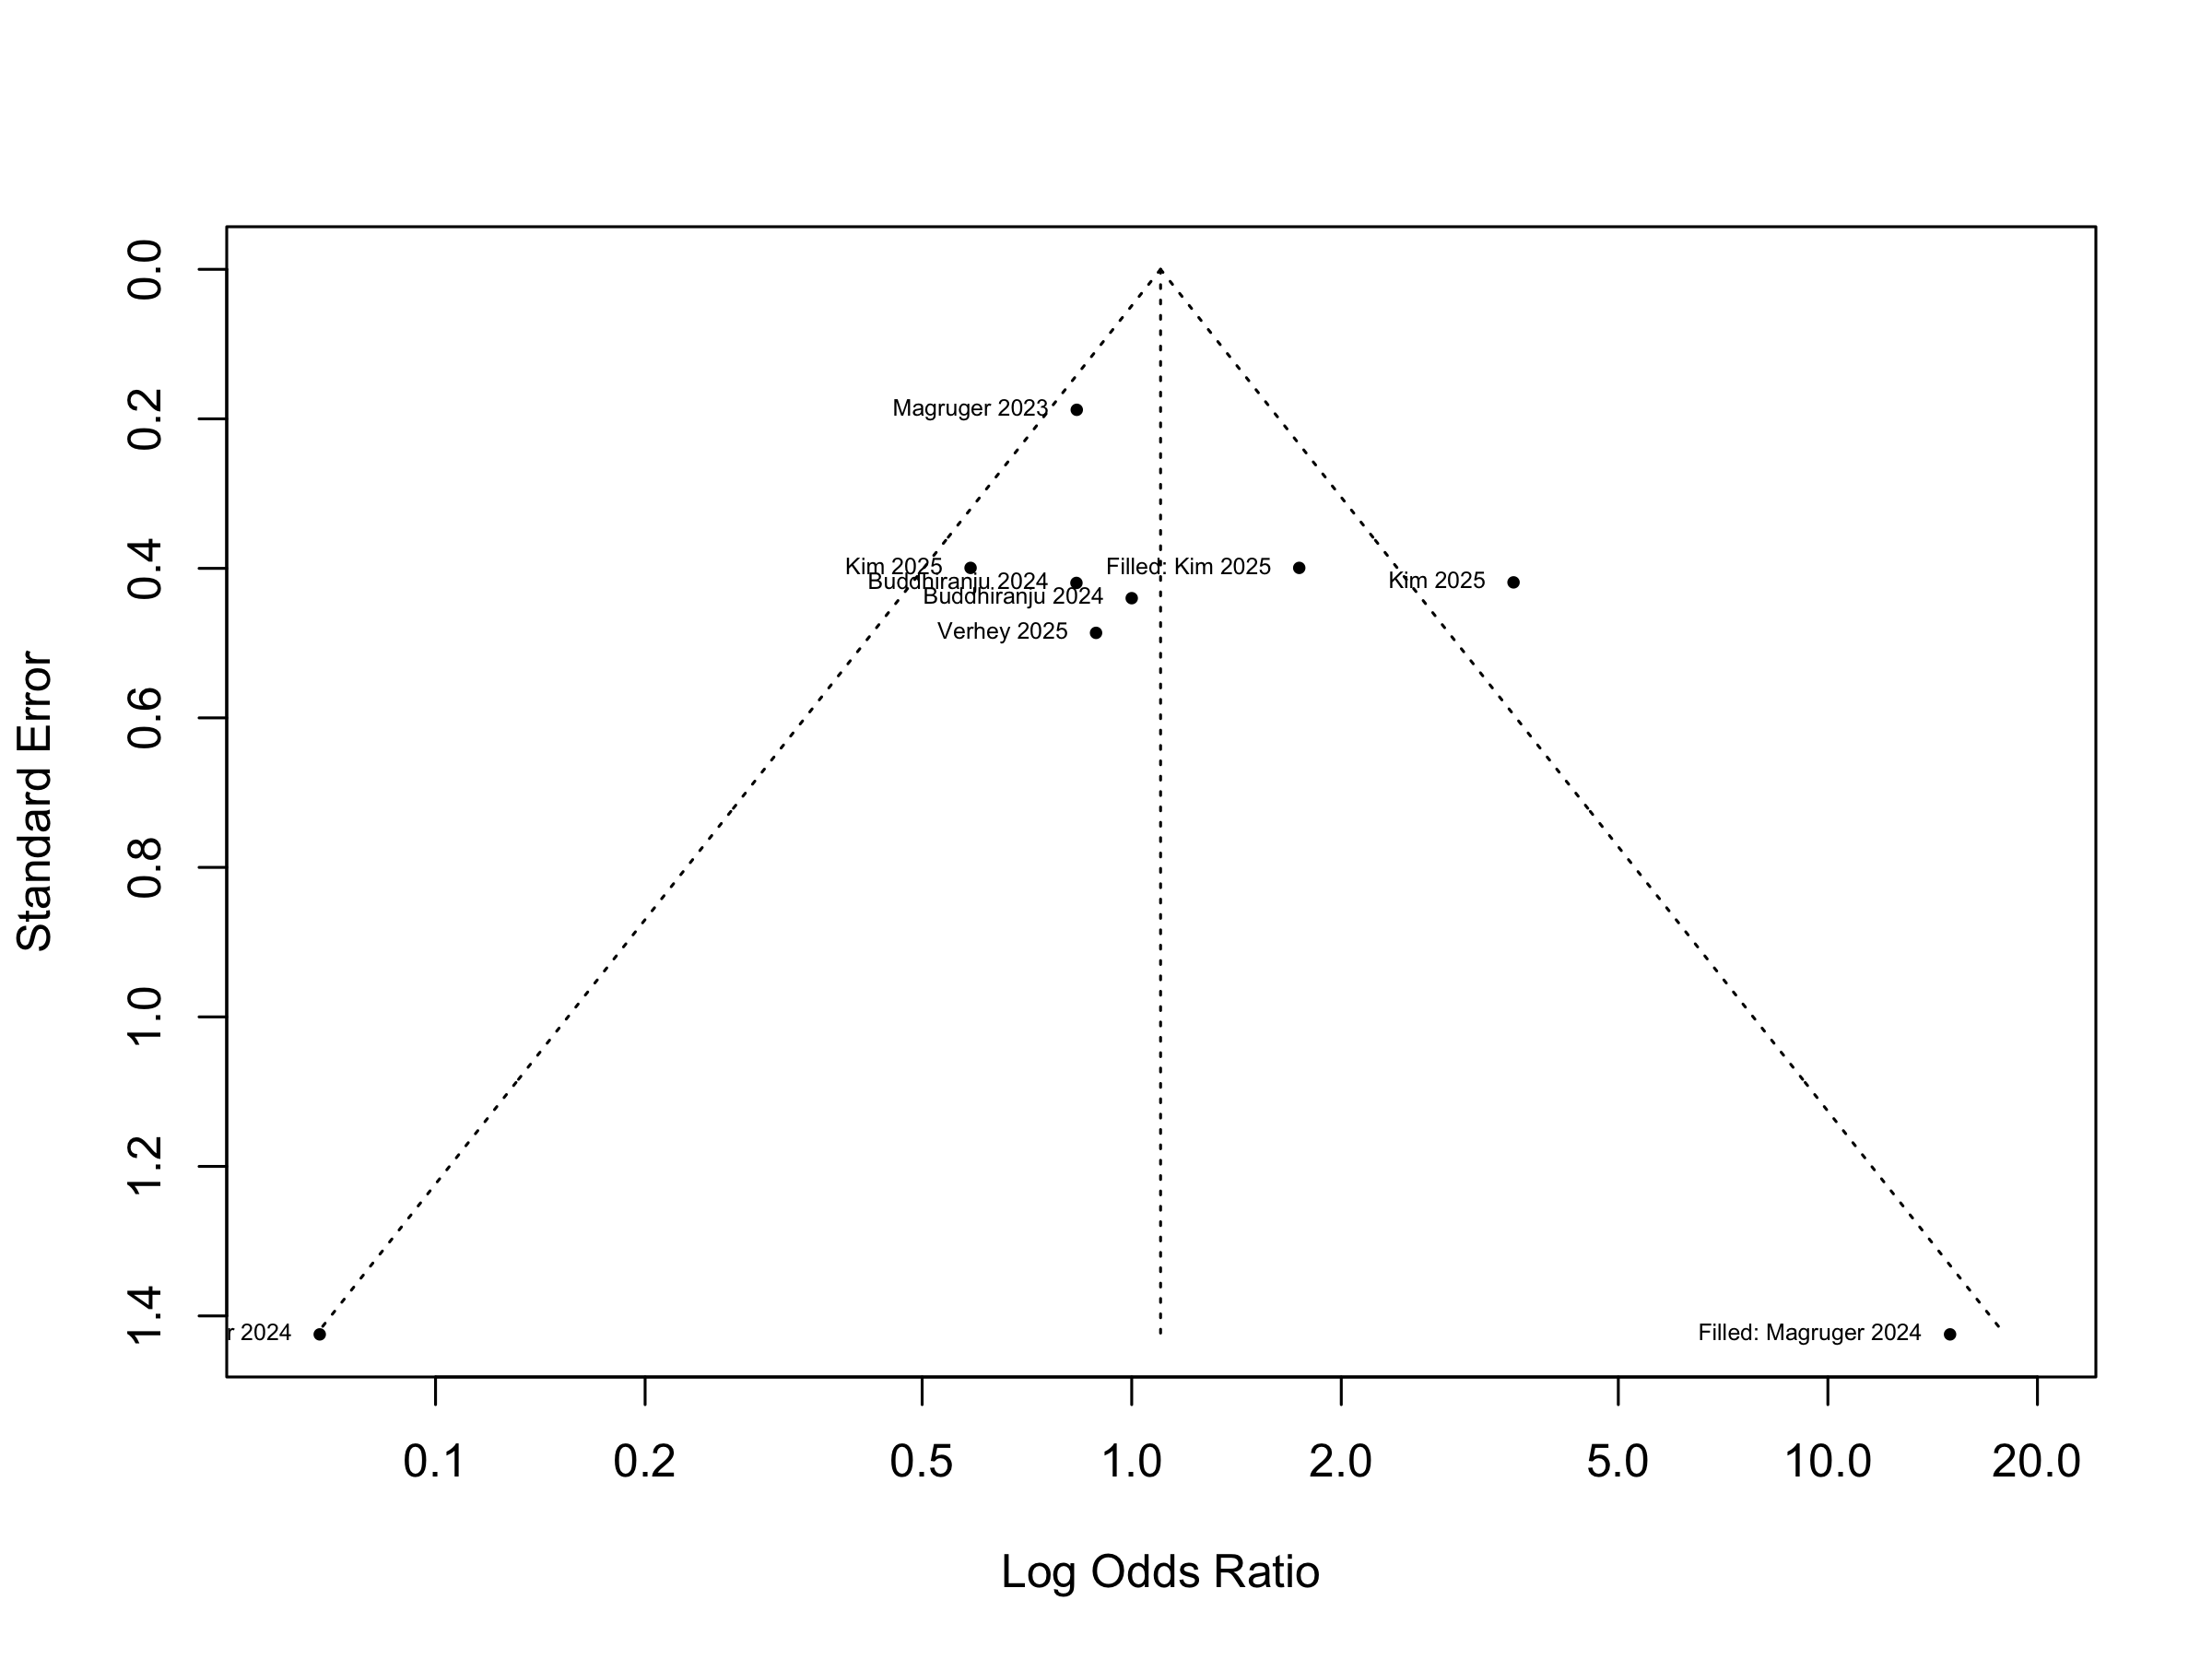 Standard Error
0.0
0.2
0.4
0.6
0.8
1.0
1.2
1.4
Magruger 2023
Kim 2025
Filled: Kim 2025
Kim 2025
Buddhiranju 2024
Buddhiranju 2024
Verhey 2025
r 2024
Filled: Magruger 2024
0.1 0.2 0.5 1.0 2.0 5.0 10.0 20.0
Log Odds Ratio